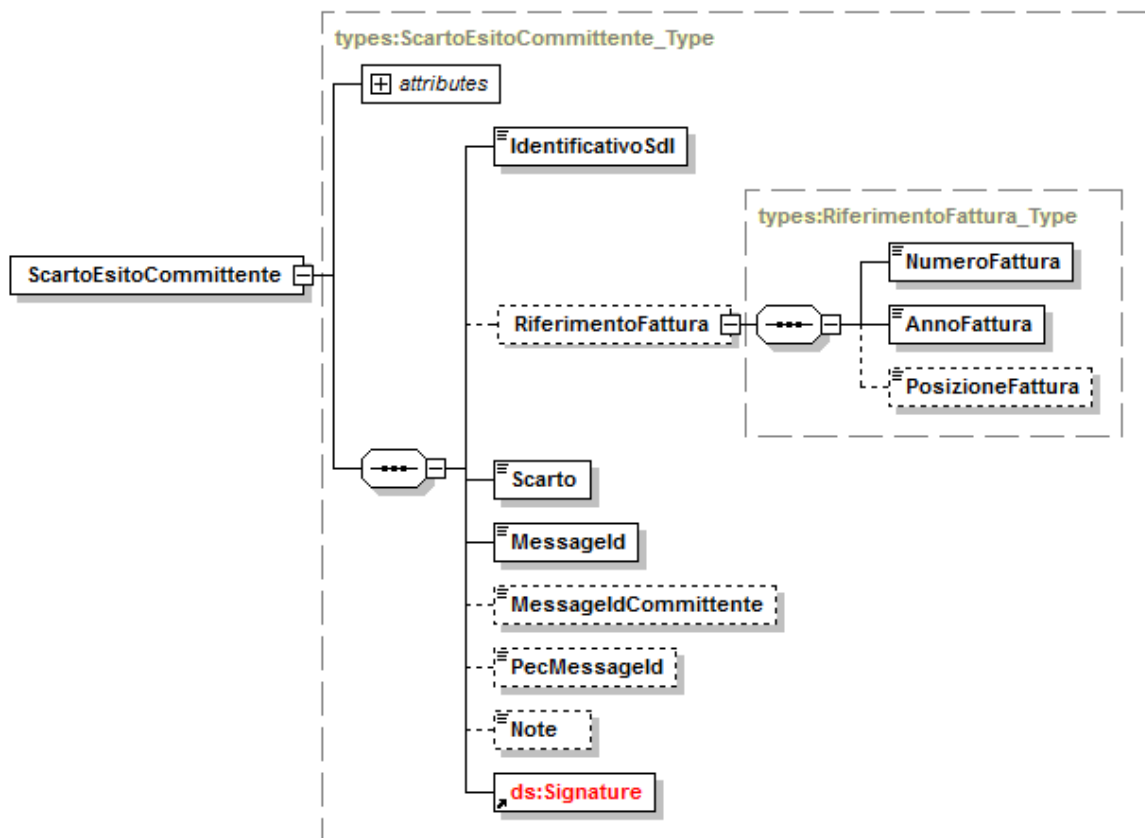 types:ScartoEsitoCommittente_Type
attributes
IdentificativoSdI
types:RiferimentoFattura_Type
NumeroFattura
ScartoEsitoCommittente
RiferimentoFattura
AnnoFattura
PosizioneFattura
Scarto
MessageId
MessageIdCommittente
PecMessageId
Note
ds:Signature